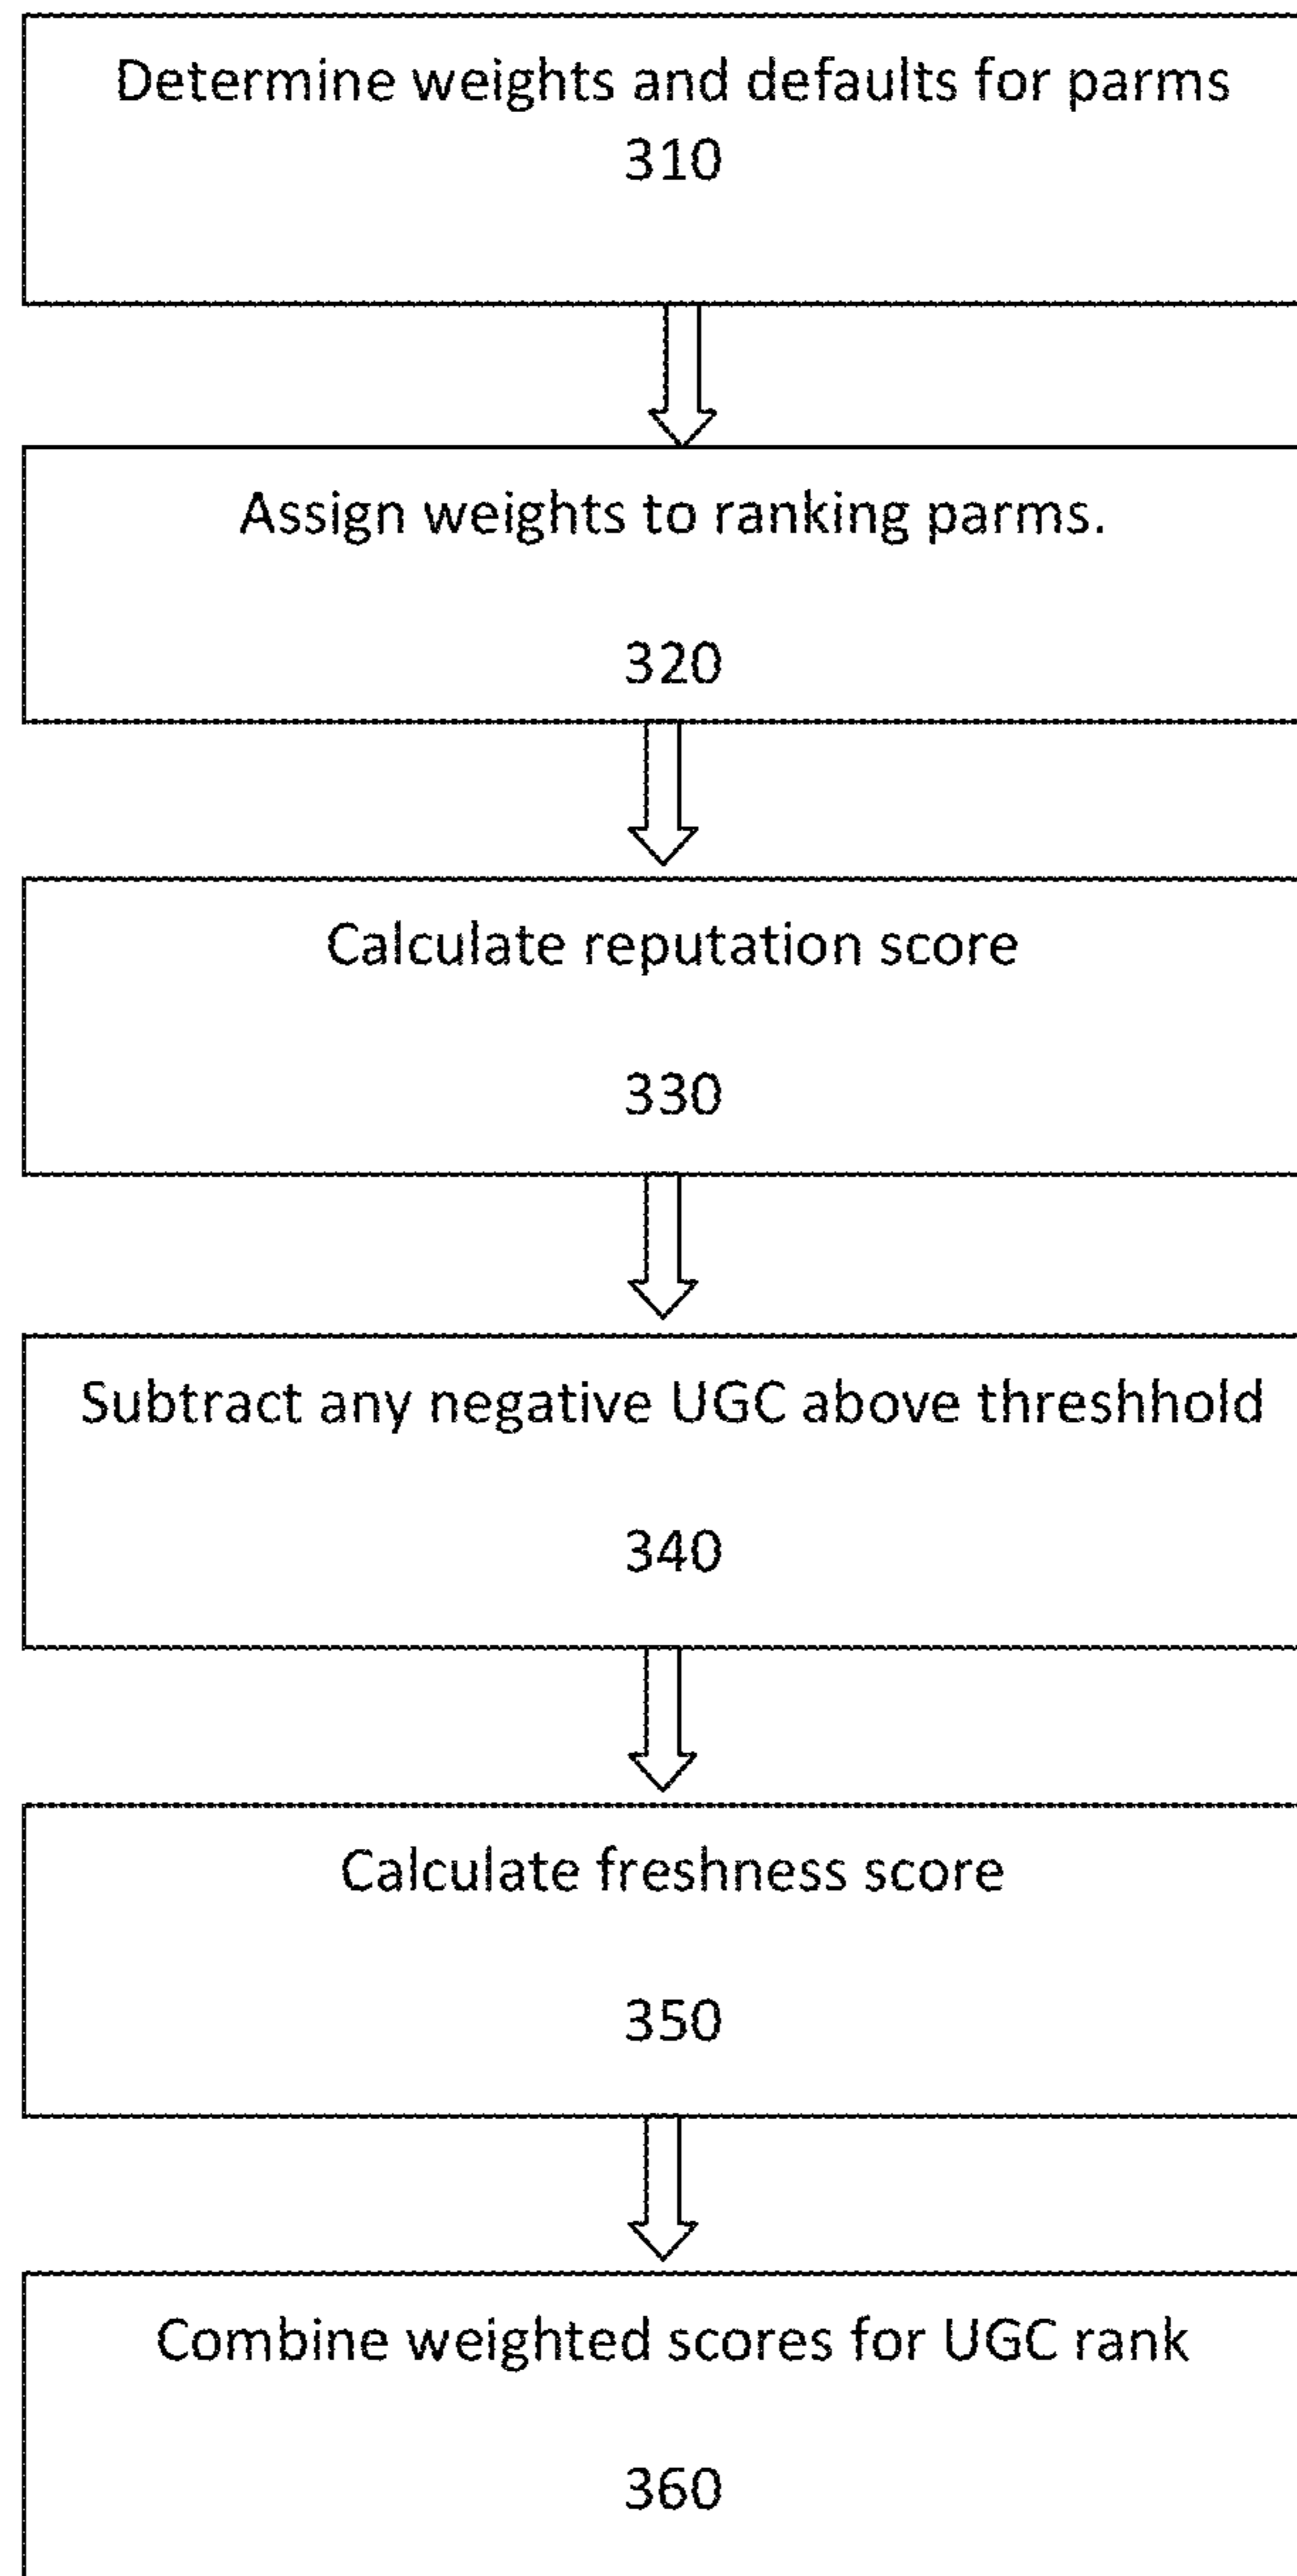 Determine weights and defaults for parms
310
Assign weights to ranking parms.
320
Calculate reputation score
330
Subtract any negative UGC above threshhold
340
Calculate freshness score
350
Combine weighted scores for UGC rank
360